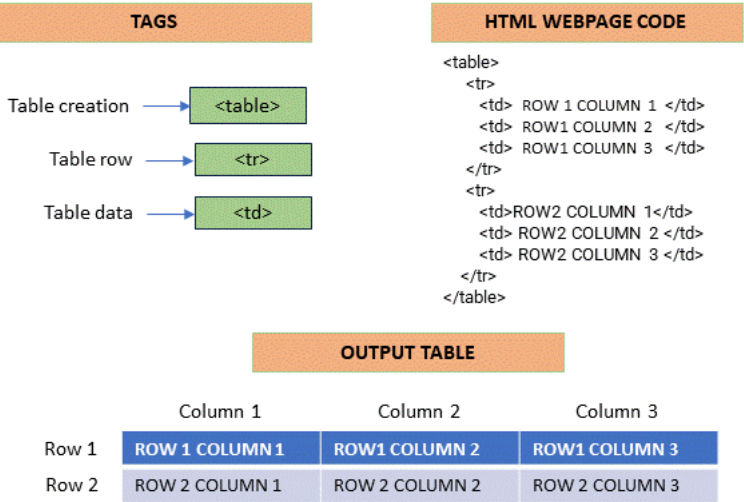 TAGS
Table creation <table>
Table row <tr>
Table data <td>
HTML WEBPAGE CODE
<table>
<tr>
<td> ROW 1 COLUMN 1 </td>
<td> ROW1 COLUMN 2 </td>
<td> ROW1 COLUMN 3 </td>
</tr>
<tr>
<td>ROW2 COLUMN 1</td>
<td> ROW2 COLUMN 2 </td>
<td> ROW2 COLUMN 3 </td>
</tr>
</table>
OUTPUT TABLE
Column 1 Column 2 Column 3
Row 1 ROW 1 COLUMN 1 ROW1 COLUMN 2 ROW1 COLUMN 3
Row 2 ROW 2 COLUMN 1 ROW 2 COLUMN 2 ROW 2 COLUMN 3